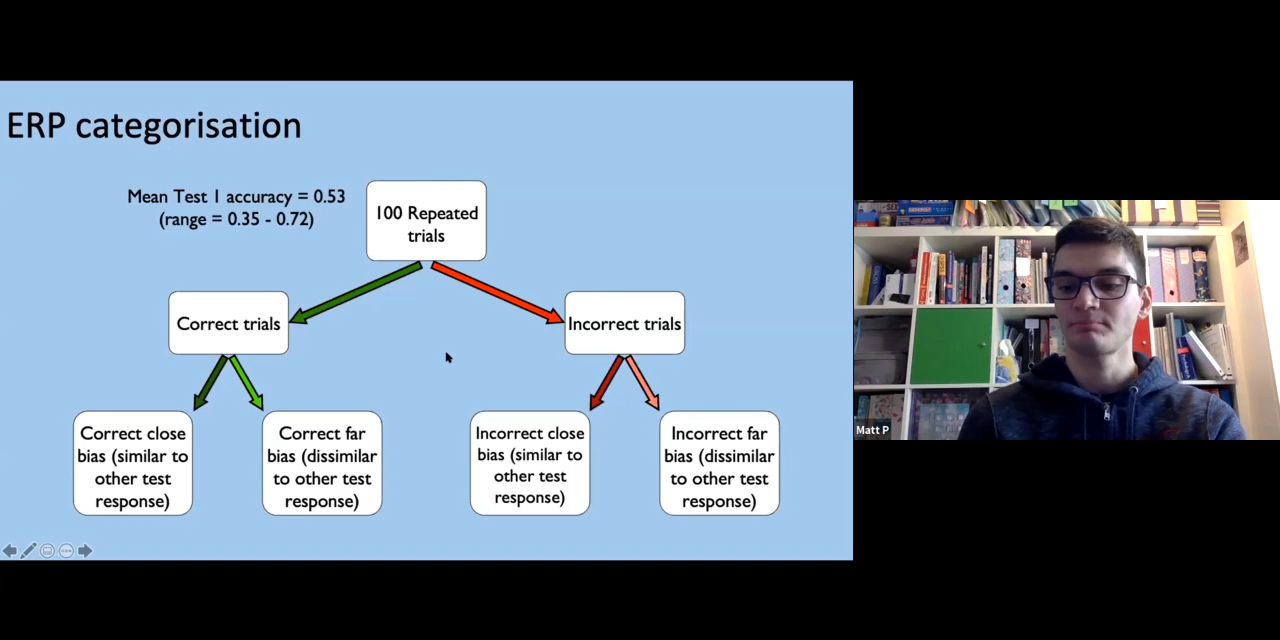 ERP categorisation
Mean Test 1 accuracy = 0.53
(range = 0.35 - 0.72)
100 Repeated
trials
Correct trials
Incorrect trials
Correct close
bias (similar to
other test
response)
Correct far
bias (dissimilar
to other test
response)
Incorrect close
bias (similar to
other test
response)
Incorrect far
bias (dissimilar
to other test
response)
Matt P